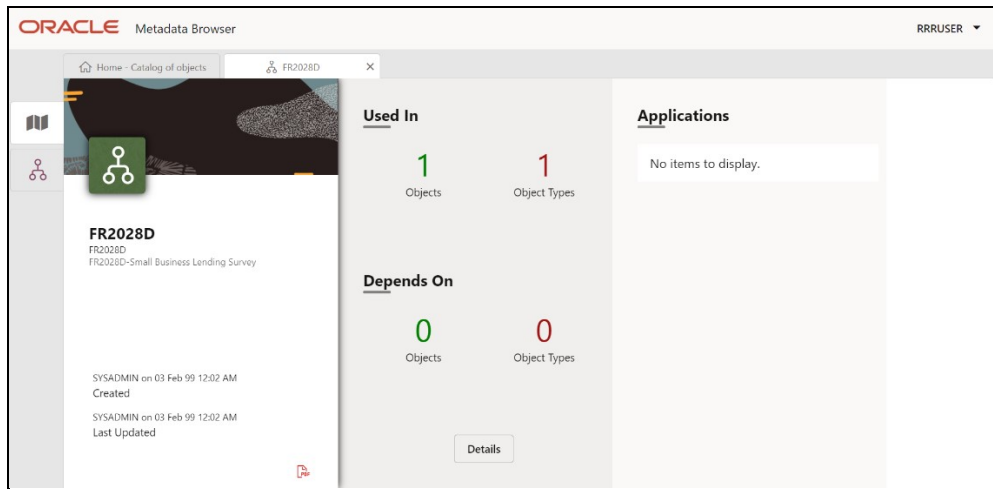 ORACLE Metadata Browser
RRRUSER
Home - Catalog of objects
FR2028D
FR2028D
FR2028D
FR2028D-Small Business Lending Survey
SYSADMIN on 03 Feb 99 12:02 AM
Created
SYSADMIN on 03 Feb 99 12:02 AM
Last Updated
PDF
Used In
1 1
Objects Object Types
Depends On
0 0
Objects Object Types
Details
Applications
No items to display.